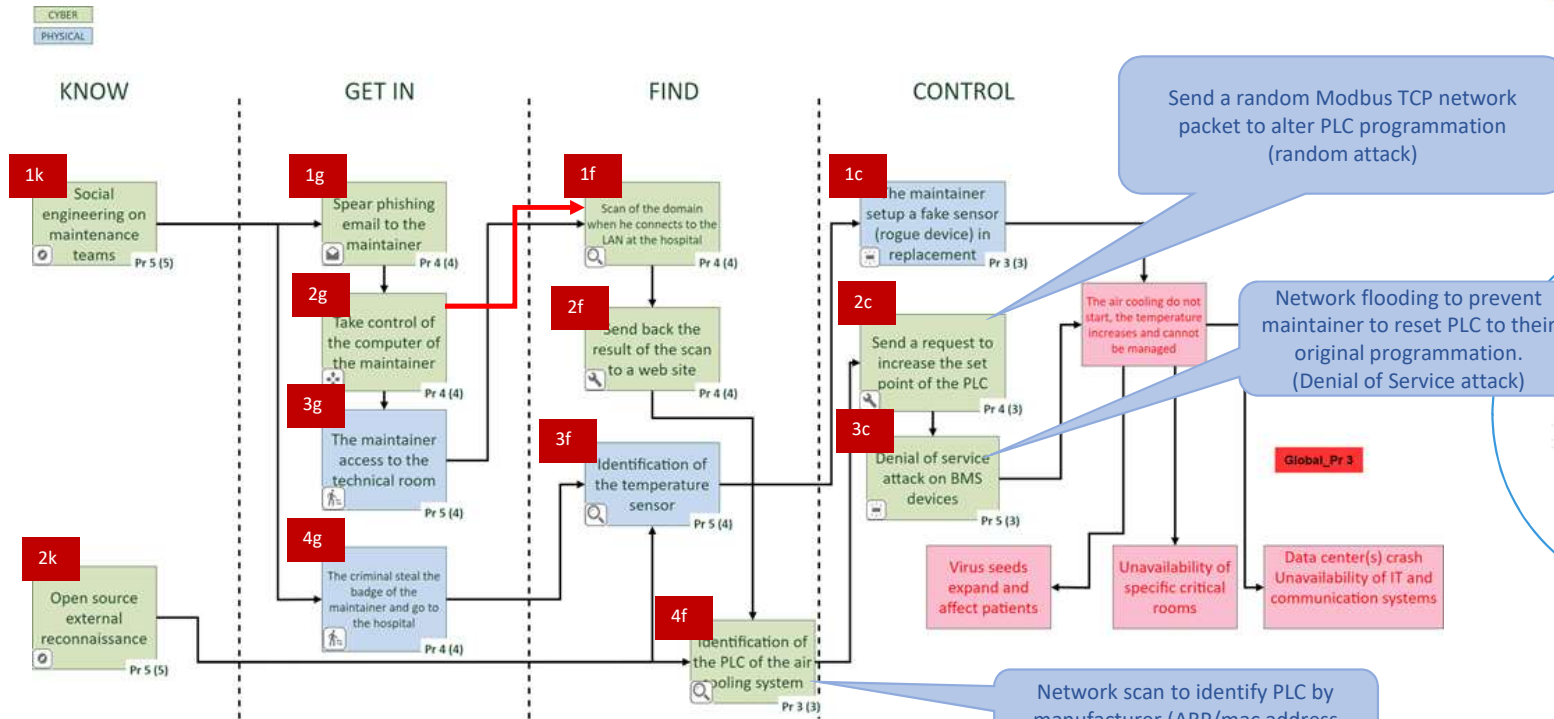 CYBER
PHYSICAL
KNOW
GET IN
FIND
CONTROL
Send a random Modbus TCP network
packet to alter PLC programmation
(random attack)
1k
Social
engineering on
maintenance
teams
Pr 5 (5)
1g
Spear phishing
email to the
maintainer
Pr 4 (4)
1f
Scan of the domain
when he connects to the
LAN at the hospital
Pr 4 (4)
1c
The maintainer
setup a fake sensor
(rogue device) in
replacement
Pr 3 (3)
2g
Take control of
the computer of
the maintainer
Pr 4 (4)
2f
Send back the
result of the scan
to a web site
Pr 4 (4)
2c
Send a request to
increase the set
point of the PLC
Pr 4 (3)
The air cooling do not
start, the temperature
increases and cannot
be managed
Network flooding to prevent
maintainer to reset PLC to their
original programmation.
(Denial of Service attack)
3g
The maintainer
access to the
technical room
Pr 5 (4)
3f
Identification of
the temperature
sensor
Pr 5 (4)
3c
Denial of service
attack on BMS
devices
Pr 5 (3)
Global_Pr 3
2k
Open source
external
reconnaissance
Pr 5 (5)
4g
The criminal steal the
badge of the
maintainer and go to
the hospital
Pr 4 (4)
4f
Identification of
the PLC of the air
cooling system
Pr 3 (3)
Virus seeds
expand and
affect patients
Unavailability of
specific critical
rooms
Data center(s) crash
Unavailability of IT and
communication systems
Network scan to identify PLC by
manufacturer (ARP/mac address